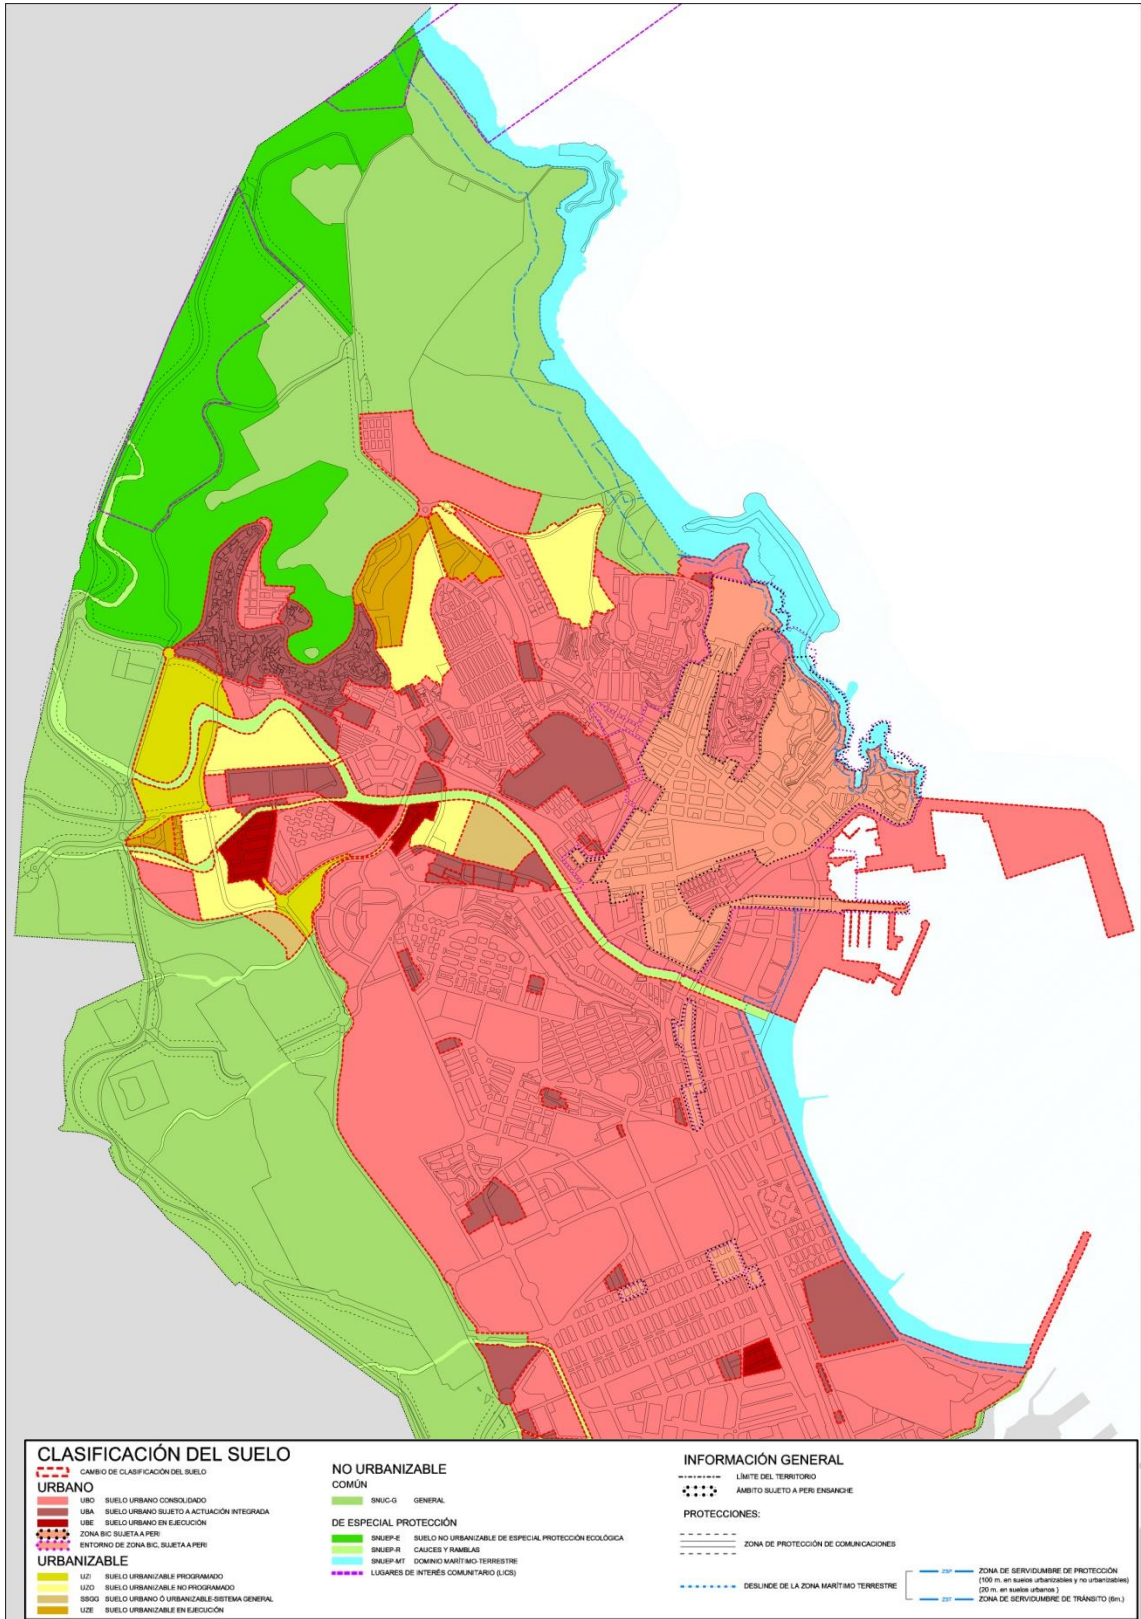 CLASIFICACIÓN DEL SUELO
CAMBIO DE CLASIFICACIÓN DEL SUELO
URBANO
UBO SUELO URBANO CONSOLIDADO
UBA SUELO URBANO SUJETO A ACTUACIÓN INTEGRADA
UBE SUELO URBANO EN EJECUCIÓN
ZONA BIC SUJETA A PERI
ENTORNO DE ZONA BIC, SUJETA A PERI
URBANIZABLE
UZI SUELO URBANIZABLE PROGRAMADO
UZO SUELO URBANIZABLE NO PROGRAMADO
SSGG SUELO URBANO Ó URBANIZABLE-SISTEMA GENERAL
UZE SUELO URBANIZABLE EN EJECUCIÓN
NO URBANIZABLE
COMÚN
SNUC-G GENERAL
DE ESPECIAL PROTECCIÓN
SNUEP-E SUELO NO URBANIZABLE DE ESPECIAL PROTECCIÓN ECOLÓGICA
SNUEP-R CAUCES Y RAMBLAS
SNUEP-MT DOMINIO MARÍTIMO-TERRESTRE
LUGARES DE INTERÉS COMUNITARIO (LICS)
INFORMACIÓN GENERAL
LÍMITE DEL TERRITORIO
ÁMBITO SUJETO A PERI ENSANCHE
PROTECCIONES:
ZONA DE PROTECCIÓN DE COMUNICACIONES
DESLINDE DE LA ZONA MARÍTIMO TERRESTRE
ZSP ZONA DE SERVIDUMBRE DE PROTECCIÓN
(100 m. en suelos urbanizables y no urbanizables)
(20 m. en suelos urbanos )
ZST ZONA DE SERVIDUMBRE DE TRÁNSITO (6m.)